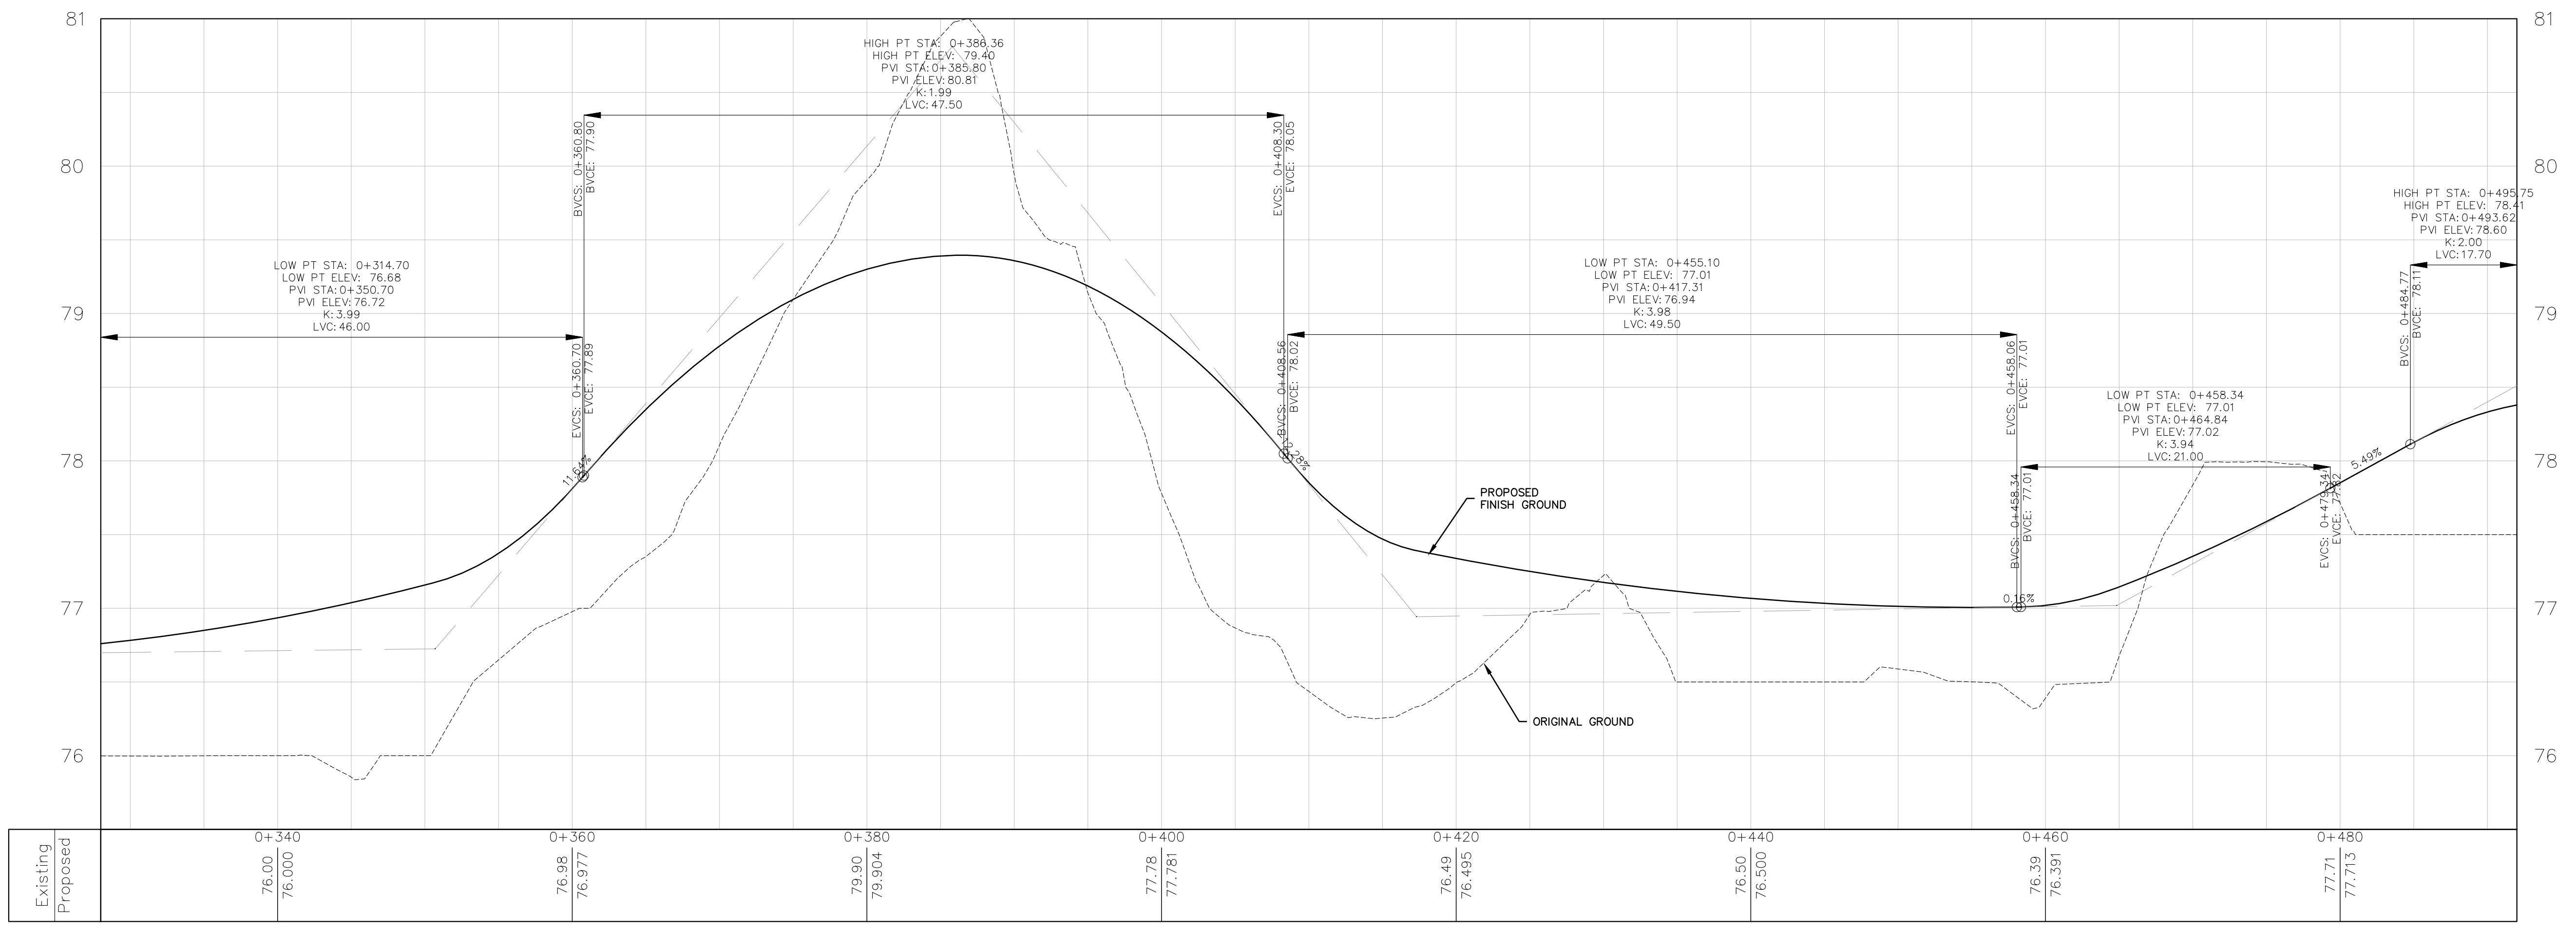 81
81
HIGH PT STA: 0+386.36
HIGH PT ELEV: 79.40
PVI STA:0+385.80
PVI ELEV:80.81
K:1.99
LVC:47.50
BVCS: 0+360.80
BVCE: 77.90
EVCS: 0+408.30
EVCE: 78.05
80
80
HIGH PT STA: 0+495.75
HIGH PT ELEV: 78.41
PVI STA:0+493.62
PVI ELEV:78.60
K:2.00
LVC:17.70
LOW PT STA: 0+314.70
LOW PT ELEV: 76.68
PVI STA:0+350.70
PVI ELEV:76.72
K:3.99
LVC:46.00
LOW PT STA: 0+455.10
LOW PT ELEV: 77.01
PVI STA:0+417.31
PVI ELEV:76.94
K:3.98
LVC:49.50
BVCS: 0+484.77
BVCE: 78.11
79
79
EVCS: 0+360.70
EVCE: 77.89
BVCS: 0+408.56
BVCE: 78.02
EVCS: 0+458.06
EVCE: 77.01
LOW PT STA: 0+458.34
LOW PT ELEV: 77.01
PVI STA:0+464.84
PVI ELEV:77.02
K:3.94
LVC:21.00
78
78
11.64%
5.49%
BVCS: 0+458.34
BVCE: 77.01
EVCS: 0+479.34
EVCE: 77.82
PROPOSED
FINISH GROUND
77
77
0.16%
ORIGINAL GROUND
76
76
Existing
Proposed
0+340
0+360
0+380
0+400
0+420
0+440
0+460
0+480
76.00
76.000
76.98
76.977
79.90
79.904
77.78
77.781
76.49
76.495
76.50
76.500
76.39
76.391
77.71
77.713